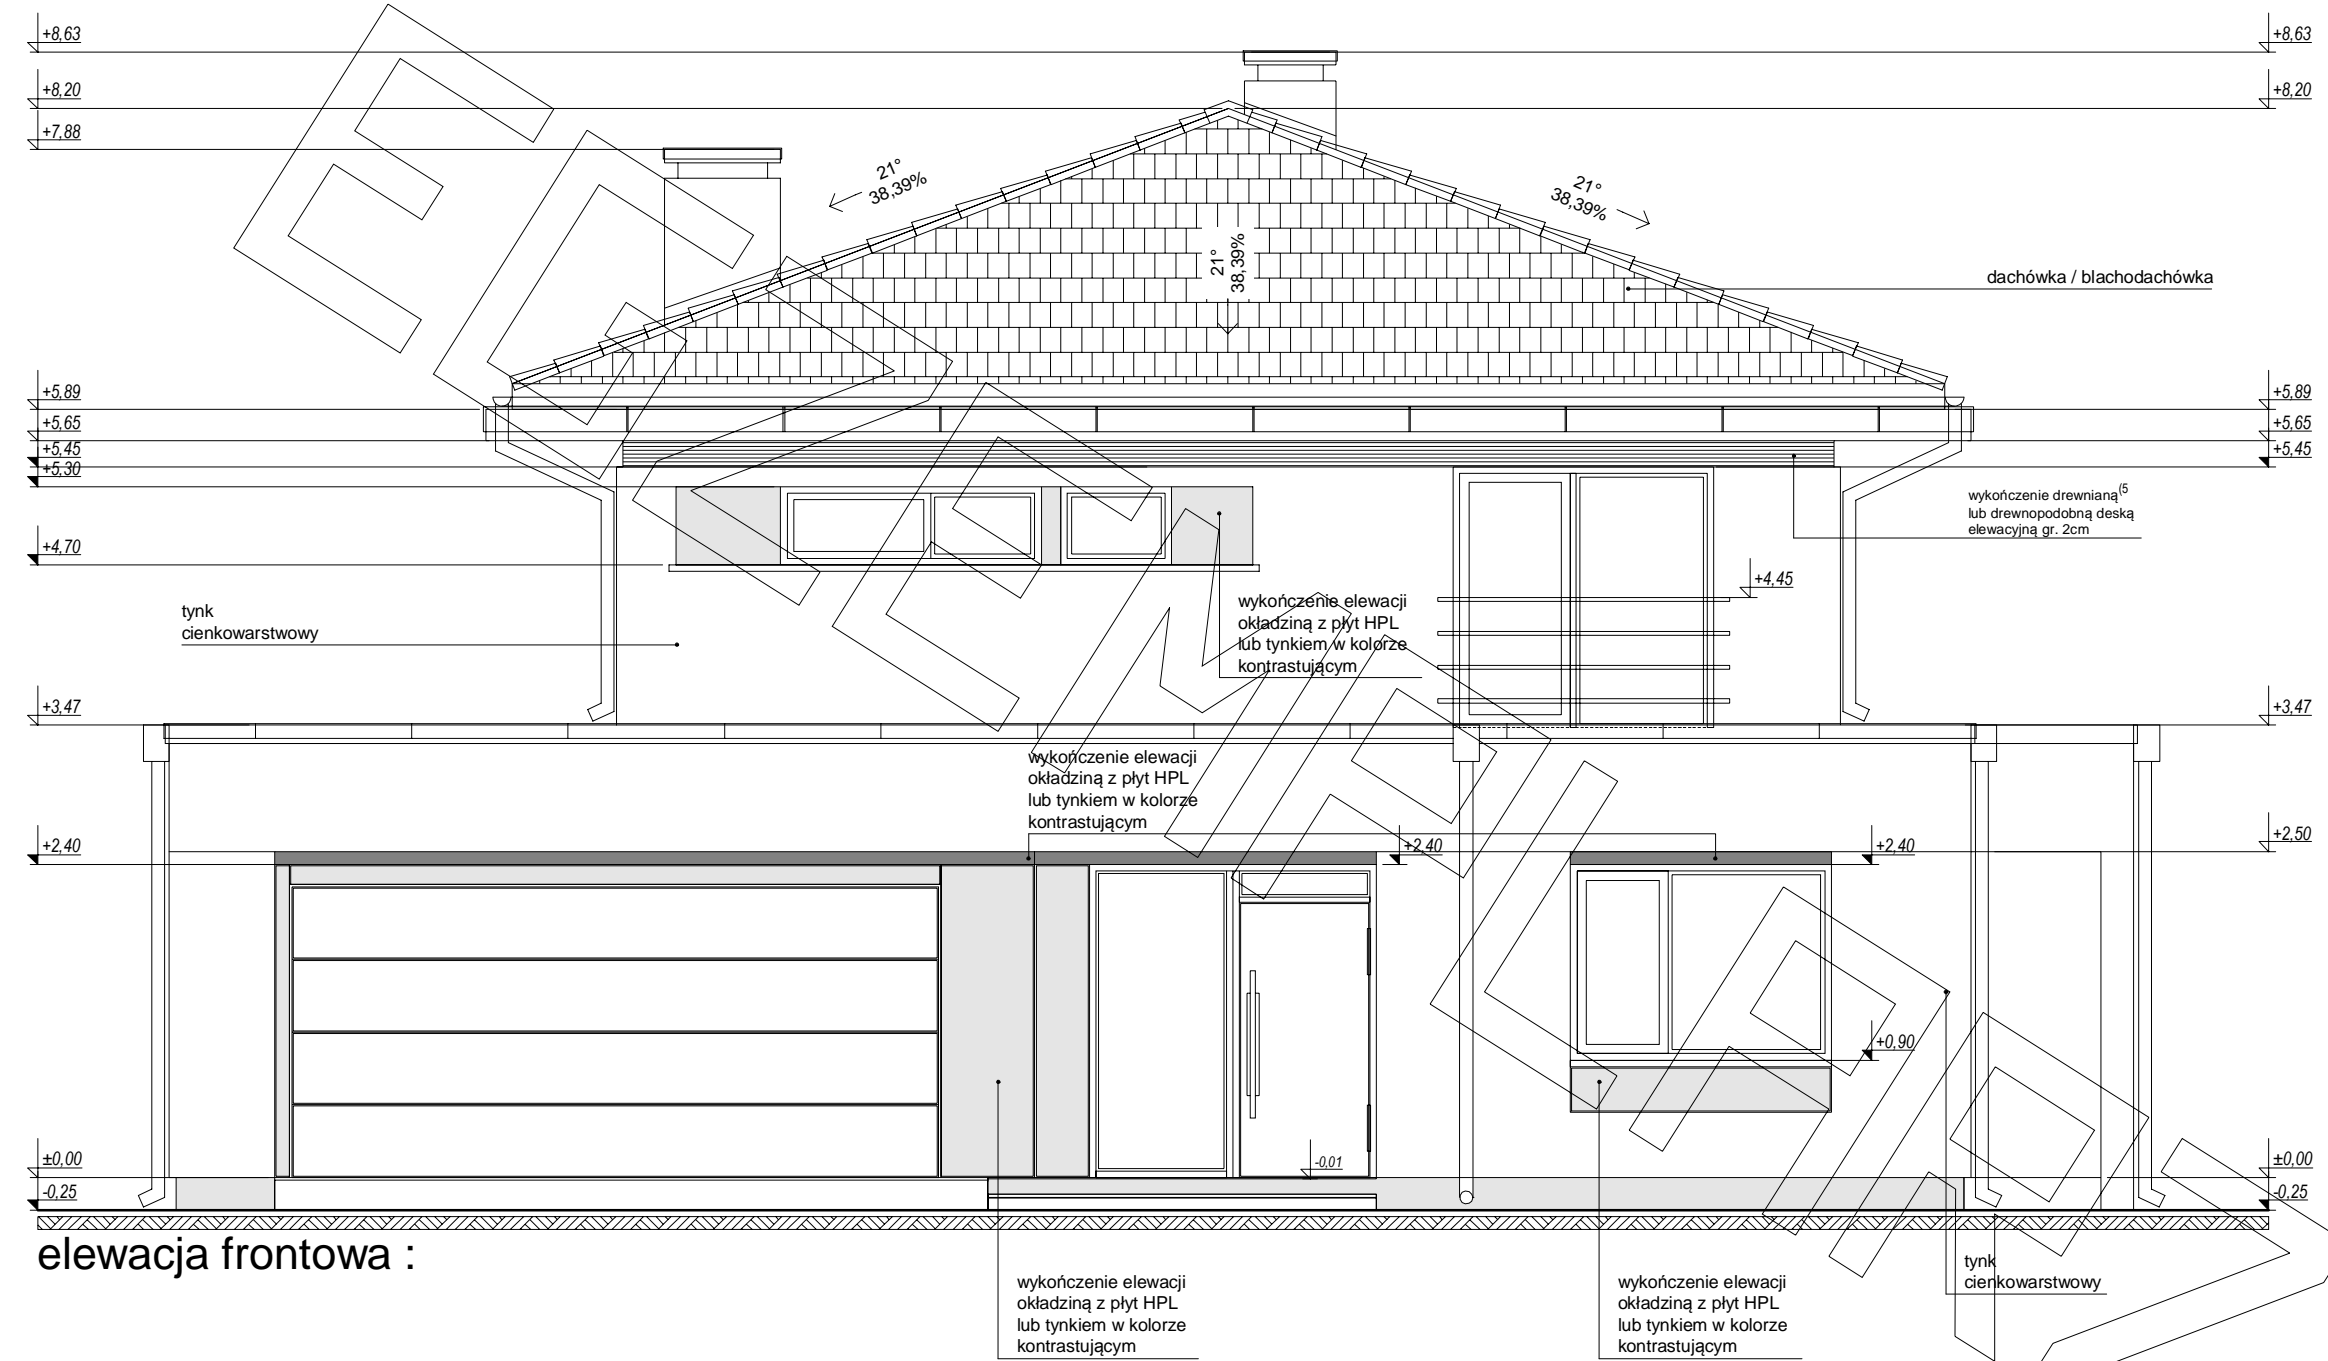 +8,63
+8,63
+8,20
+8,20
+7,88
21°
38,39%
21°
38,39%
21°
38,39%
dachówka / blachodachówka
+5,89
+5,89
+5,65
+5,65
+5,45
+5,45
+5,30
wykończenie drewnianą(5
lub drewnopodobną deską
elewacyjną gr. 2cm
+4,70
+4,45
tynk
cienkowarstwowy
wykończenie elewacji
okładziną z płyt HPL
lub tynkiem w kolorze
kontrastującym
+3,47
+3,47
wykończenie elewacji
okładziną z płyt HPL
lub tynkiem w kolorze
kontrastującym
+2,40
+2,40
+2,40
+2,50
+0,90
±0,00
-0,01
±0,00
-0,25
-0,25
elewacja frontowa :
wykończenie elewacji
okładziną z płyt HPL
lub tynkiem w kolorze
kontrastującym
wykończenie elewacji
okładziną z płyt HPL
lub tynkiem w kolorze
kontrastującym
tynk
cienkowarstwowy